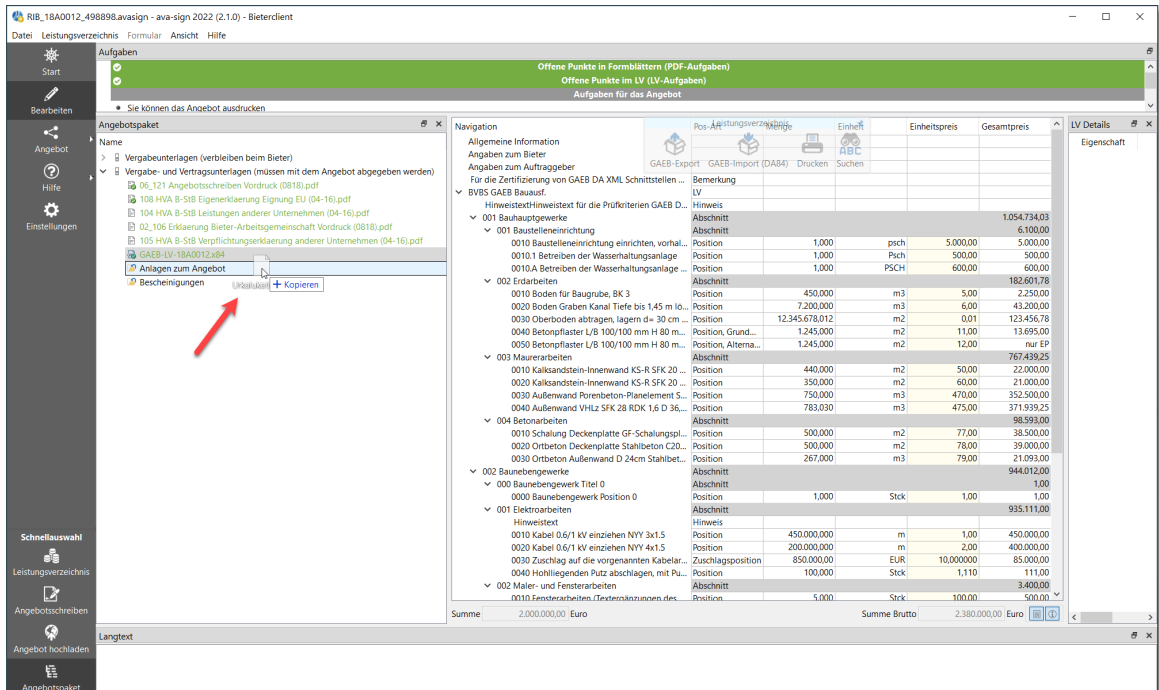 RIB_18A0012_498898.avasign - ava-sign 2022 (2.1.0) - Bieterclient
Datei Leistungsverzeichnis Formular Ansicht Hilfe
Start
Bearbeiten
Angebot
Hilfe
Einstellungen
Schnellauswahl
Leistungsverzeichnis
Angebotsschreiben
Angebot hochladen
Angebotspaket
Aufgaben
Offene Punkte in Formblättern (PDF-Aufgaben)
Offene Punkte im LV (LV-Aufgaben)
Aufgaben für das Angebot
• Sie können das Angebot ausdrucken
Angebotspaket
Name
Vergabeunterlagen (verbleiben beim Bieter)
Vergabe- und Vertragsunterlagen (müssen mit dem Angebot abgegeben werden)
06_121 Angebotsschreiben Vordruck (0818).pdf
108 HVA B-StB Eigenerklaerung Eignung EU (04-16).pdf
104 HVA B-StB Leistungen anderer Unternehmen (04-16).pdf
02_106 Erklaerung Bieter-Arbeitsgemeinschaft Vordruck (0818).pdf
105 HVA B-StB Verpflichtungserklaerung anderer Unternehmen (04-16).pdf
GAEB-LV-18A0012.x84
Anlagen zum Angebot
Bescheinigungen
+ Kopieren
Leistungsverzeichnis
GAEB-Export GAEB-Import (DA84) Drucken Suchen
ABC
Navigation Pos-Art Menge Einheit Einheitspreis Gesamtpreis
Allgemeine Information
Angaben zum Bieter
Angaben zum Auftraggeber
Für die Zertifizierung von GAEB DA XML Schnittstellen ... Bemerkung
BVBS GAEB Bauausf. LV
HinweistextHinweistext für die Prüfkriterien GAEB D... Hinweis
001 Bauhauptgewerke Abschnitt 1.054.734,03
001 Baustelleneinrichtung Abschnitt 6.100,00
0010 Baustelleneinrichtung einrichten, vorhal... Position 1,000 psch 5.000,00 5.000,00
0010.1 Betreiben der Wasserhaltungsanlage Position 1,000 Psch 500,00 500,00
0010.A Betreiben der Wasserhaltungsanlage ... Position 1,000 PSCH 600,00 600,00
002 Erdarbeiten Abschnitt 182.601,78
0010 Boden für Baugrube, BK 3 Position 450,000 m3 5,00 2.250,00
0020 Boden Graben Kanal Tiefe bis 1,45 m lö... Position 7.200,000 m3 6,00 43.200,00
0030 Oberboden abtragen, lagern d= 30 cm ... Position 12.345.678,012 m2 0,01 123.456,78
0040 Betonpflaster L/B 100/100 mm H 80 m... Position, Grund... 1.245,000 m2 11,00 13.695,00
0050 Betonpflaster L/B 100/100 mm H 80 m... Position, Alterna... 1.245,000 m2 12,00 nur EP
003 Maurerarbeiten Abschnitt 767.439,25
0010 Kalksandstein-Innenwand KS-R SFK 20 ... Position 440,000 m2 50,00 22.000,00
0020 Kalksandstein-Innenwand KS-R SFK 20 ... Position 350,000 m2 60,00 21.000,00
0030 Außenwand Porenbeton-Planelement S... Position 750,000 m3 470,00 352.500,00
0040 Außenwand VHLz SFK 28 RDK 1,6 D 36,... Position 783,030 m3 475,00 371.939,25
004 Betonarbeiten Abschnitt 98.593,00
0010 Schalung Deckenplatte GF-Schalungspl... Position 500,000 m2 77,00 38.500,00
0020 Ortbeton Deckenplatte Stahlbeton C20... Position 500,000 m2 78,00 39.000,00
0030 Ortbeton Außenwand D 24cm Stahlbet... Position 267,000 m3 79,00 21.093,00
002 Baunebengewerke Abschnitt 944.012,00
000 Baunebengewerk Titel 0 Abschnitt 1,00
0000 Baunebengewerk Position 0 Position 1,000 Stck 1,00 1,00
001 Elektroarbeiten Abschnitt 935.111,00
Hinweistext Hinweis
0010 Kabel 0.6/1 kV einziehen NYY 3x1.5 Position 450.000,000 m 1,00 450.000,00
0020 Kabel 0.6/1 kV einziehen NYY 4x1.5 Position 200.000,000 m 2,00 400.000,00
0030 Zuschlag auf die vorgenannten Kabelar... Zuschlagsposition 850.000,00 EUR 10,000000 85.000,00
0040 Hohlliegenden Putz abschlagen, mit Pu... Position 100,000 Stck 1,110 111,00
002 Maler- und Fensterarbeiten Abschnitt 3.400,00
0010 Fensterarbeiten (Textergänzungen des Position 5,000 Stck 100,00 500,00
Summe 2.000.000,00 Euro Summe Brutto 2.380.000,00 Euro
LV Details
Eigenschaft
Langtext